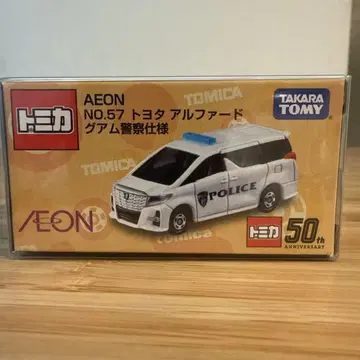 トミカ
AEON
NO.57 トヨタ アルファード
グアム警察仕様
TOMICA
TAKARA
TOMY
TOMICA
POLICE
ÆON
TOMICA
トミカ
50th
ANNIVERSARY